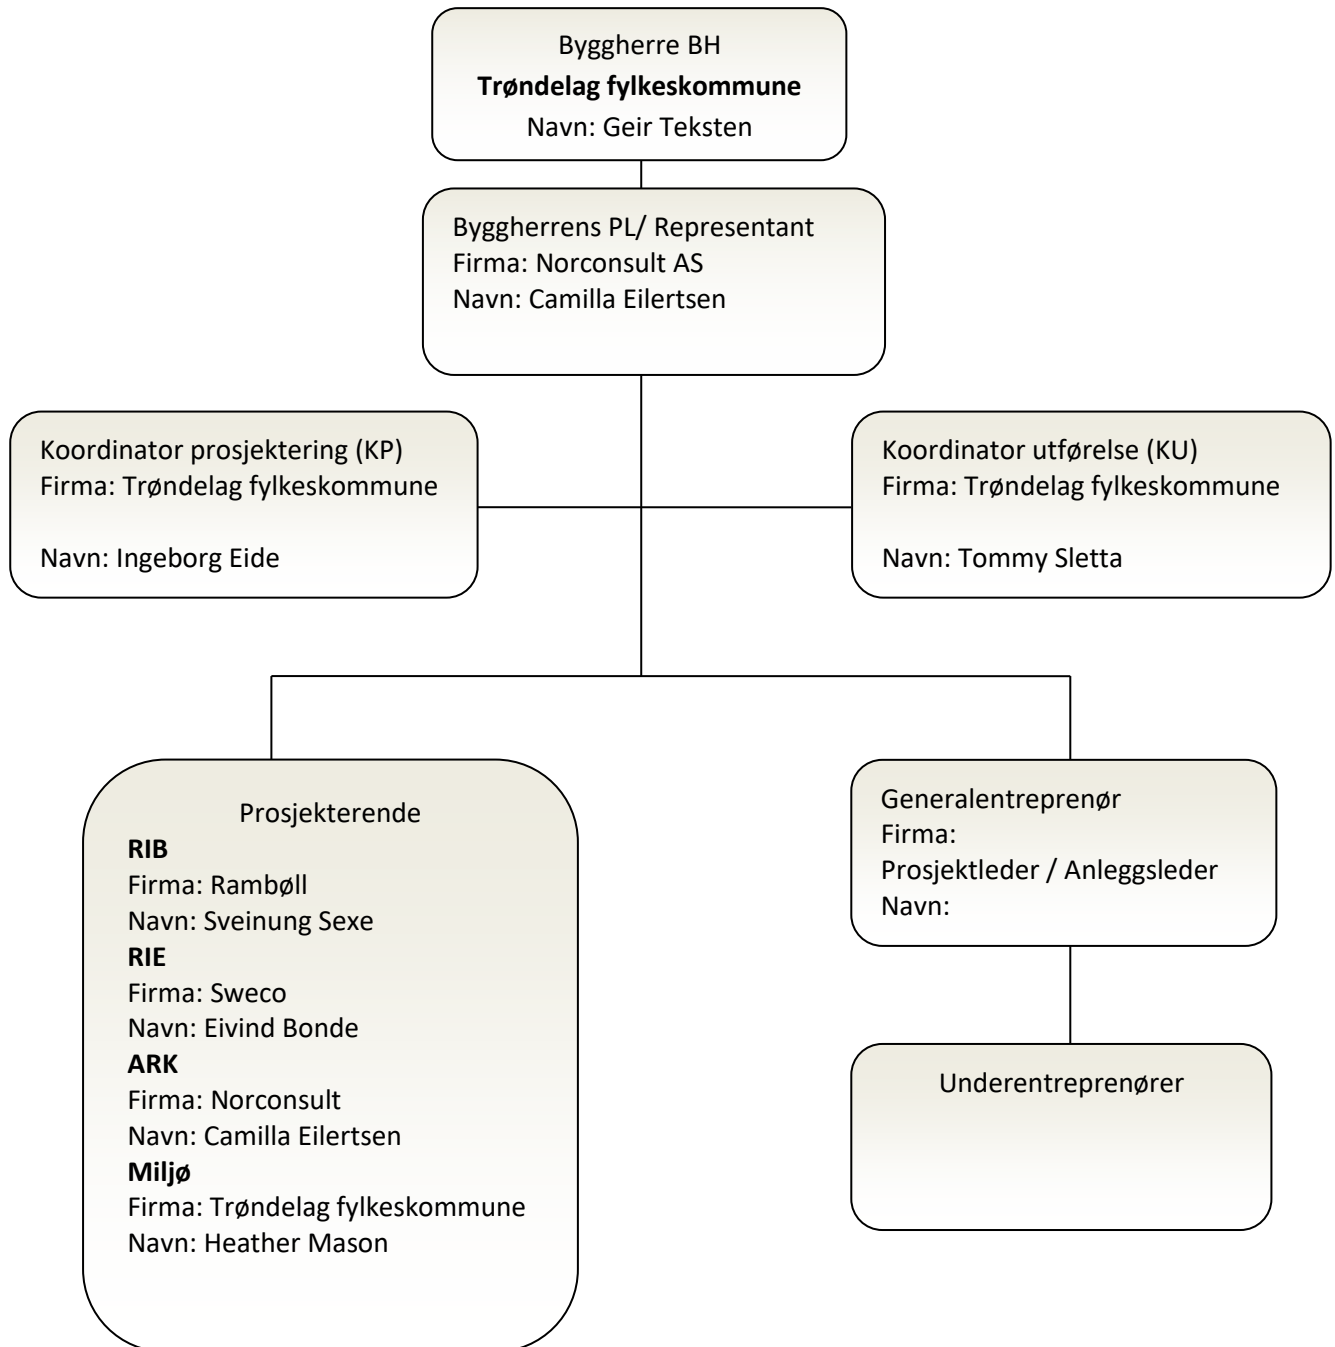 Byggherre BH
Trøndelag fylkeskommune
Navn: Geir Teksten
Byggherrens PL/ Representant
Firma: Norconsult AS
Navn: Camilla Eilertsen
Koordinator prosjektering (KP)
Firma: Trøndelag fylkeskommune
Navn: Ingeborg Eide
Koordinator utførelse (KU)
Firma: Trøndelag fylkeskommune
Navn: Tommy Sletta
Prosjekterende
RIB
Firma: Rambøll
Navn: Sveinung Sexe
RIE
Firma: Sweco
Navn: Eivind Bonde
ARK
Firma: Norconsult
Navn: Camilla Eilertsen
Miljø
Firma: Trøndelag fylkeskommune
Navn: Heather Mason
Generalentreprenør
Firma:
Prosjektleder / Anleggsleder
Navn:
Underentreprenører